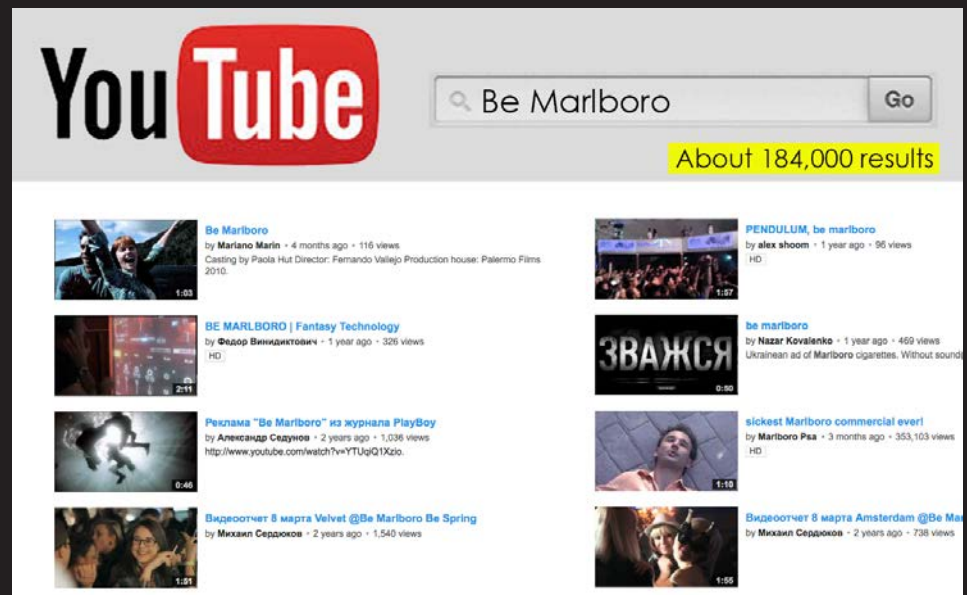 YouTube
Be Marlboro
Go
About 184,000 results
Be Marlboro
by Mariano Marin • 4 months ago • 116 views
Casting by Paola Hut Director: Fernando Vallejo Production house: Palermo Films
2010.
1:03
BE MARLBORO | Fantasy Technology
by Федор Винидиктович • 1 year ago • 326 views
HD
2:11
Реклама "Be Marlboro" из журнала PlayBoy
by Александр Седунов • 2 years ago • 1,036 views
http://www.youtube.com/watch?v=YTUqiQ1Xzio.
0:46
Видеоотчет 8 марта Velvet @Be Marlboro Be Spring
by Михаил Сердюков • 2 years ago • 1,540 views
1:51
PENDULUM, be marlboro
by alex shoom • 1 year ago • 96 views
HD
1:57
be marlboro
by Nazar Kovalenko • 1 year ago • 469 views
Ukrainean ad of Marlboro cigarettes. Without sound(
ЗВАЖСЯ
0:50
sickest Marlboro commercial ever!
by Marlboro Psa • 3 months ago • 353,103 views
HD
1:10
Видеоотчет 8 марта Amsterdam @Be Mar
by Михаил Сердюков • 2 years ago • 738 views
1:55